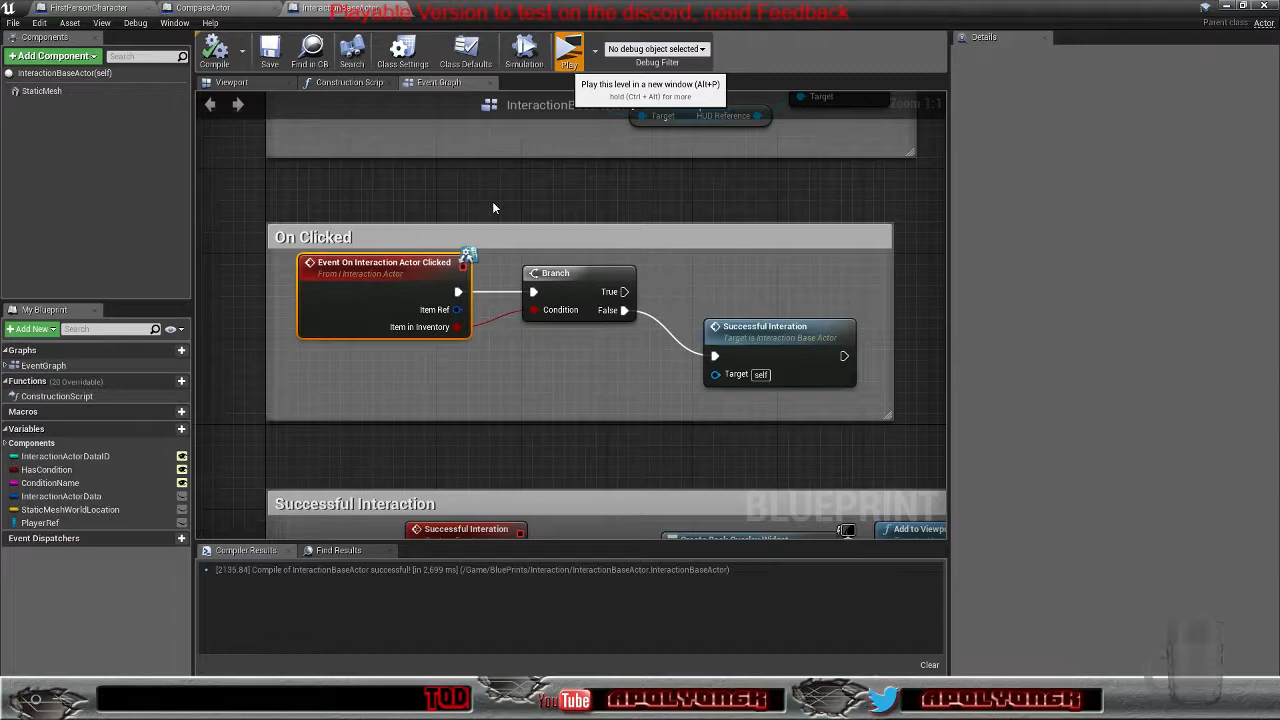 FirstPersonCharacter
CompassActor
InteractionBaseActor
Playable Version to test on the discord, need Feedback
File
Edit
Asset
View
Debug
Window
Help
Parent class: Actor
Components
Add Component
Search
InteractionBaseActor(self)
StaticMesh
Compile
Save
Find in CB
Search
Class Settings
Class Defaults
Simulation
Play
No debug object selected
Debug Filter
Details
Play this level in a new window (Alt+P)
hold (Ctrl + Alt) for more
Viewport
Construction Scrip
Event Graph
Target
Target
HUD Reference
On Clicked
Event On Interaction Actor Clicked
From I Interaction Actor
Item Ref
Item in Inventory
Branch
True
Condition
False
Successful Interation
Target is Interaction Base Actor
Target
self
Successful Interaction
BLUEPRINT
Successful Interation
Add to Viewpo
My Blueprint
Add New
Search
Graphs
EventGraph
Functions (20 Overridable)
ConstructionScript
Macros
Variables
Components
InteractionActorDataID
HasCondition
ConditionName
InteractionActorData
StaticMeshWorldLocation
PlayerRef
Event Dispatchers
Compiler Results
Find Results
[2135.84] Compile of InteractionBaseActor successful! [in 2,699 ms] (/Game/BluePrints/Interaction/InteractionBaseActor.InteractionBaseActor)
Clear
TOD
You Tube
APOLYONGK
APOLYONGK